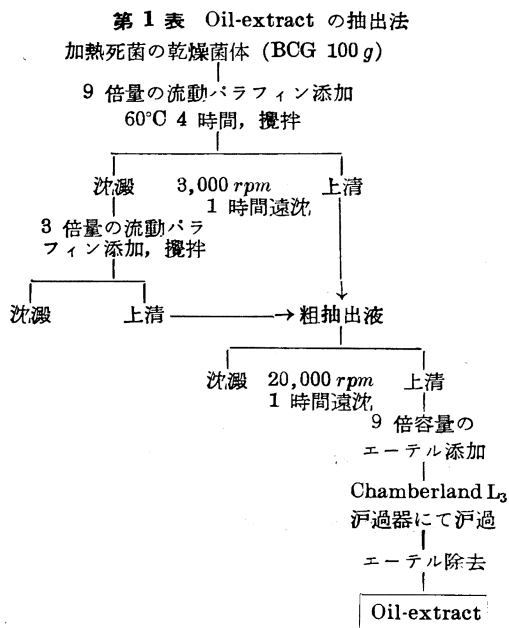 第1表 Oil-extract の抽出法
加熱死菌の乾燥菌体 (BCG 100 g)
9 倍量の流動パラフィン添加
60°C 4 時間, 攪拌
沈澱 3,000 rpm 上清
1 時間遠沈
3 倍量の流動パラ
フィン添加, 攪拌
沈澱 上清 粗抽出液
沈澱 20,000 rpm 上清
1 時間遠沈
9 倍容量の
エーテル添加
Chamberland L₃
沪過器にて沪過
エーテル除去
Oil-extract